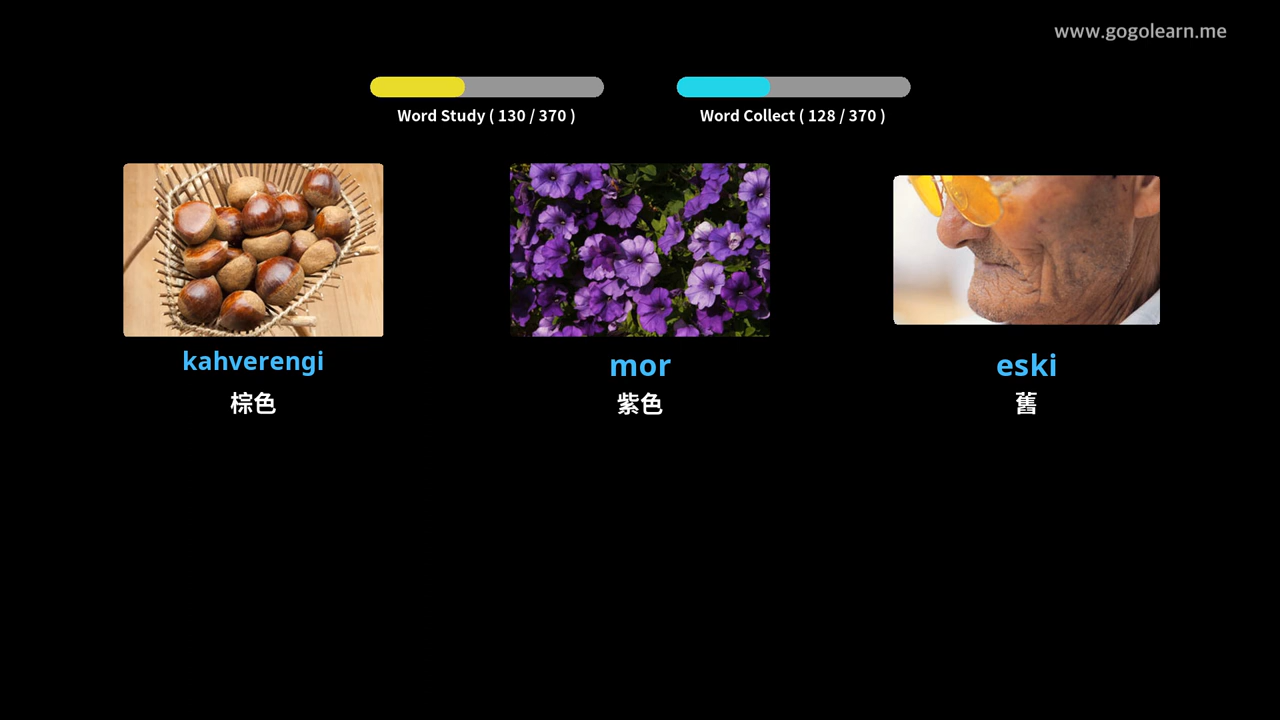 www.gogolearn.me
Word Study ( 130 / 370 )
Word Collect ( 128 / 370 )
kahverengi
棕色
mor
紫色
eski
舊